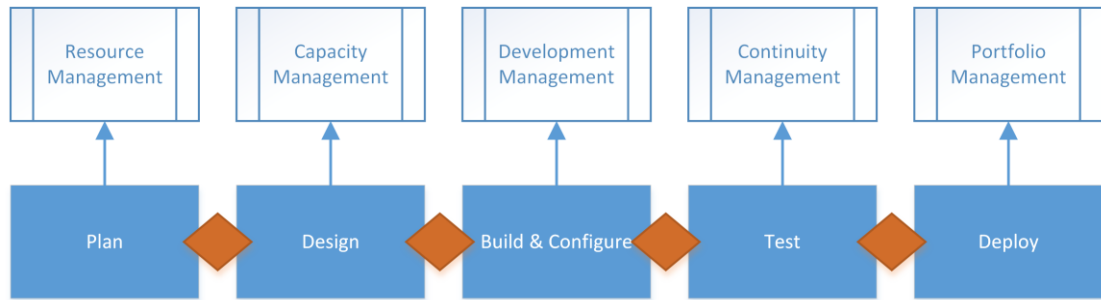 Resource
Management
Capacity
Management
Development
Management
Continuity
Management
Portfolio
Management
Plan
Design
Build & Configure
Test
Deploy